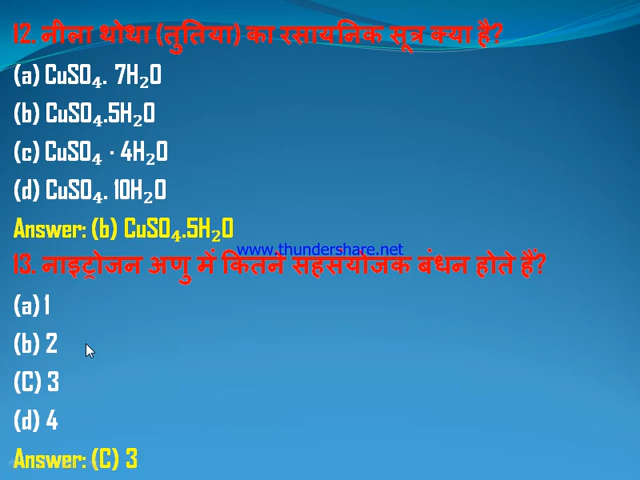 12. नीला थोथा (तुतिया) का रसायनिक सूत्र क्या है?
(a) CuSO₄. 7H₂O
(b) CuSO₄.5H₂O
(c) CuSO₄ · 4H₂O
(d) CuSO₄. 10H₂O
Answer: (b) CuSO₄.5H₂O
www.thundershare.net
13. नाइट्रोजन अणु में कितने सहसंयोजक बंधन होते हैं?
(a) 1
(b) 2
(C) 3
(d) 4
Answer: (C) 3